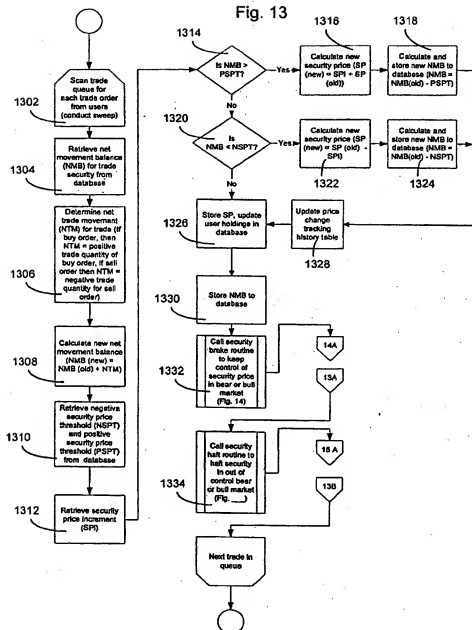 Fig. 13
Scan trade
queue for
each trade order
from users
(conduct sweep)
1302
Retrieve net
movement balance
(NMB) for trade
security from
database
1304
Determine net
trade movement
(NTM) for trade (If
buy order, then
NTM = positive
trade quantity of
buy order, if sell
order then NTM =
negative trade
quantity for sell
order)
1306
Calculate new net
movement balance
(NMB (new) =
NMB (old) + NTM)
1308
Retrieve negative
security price
threshold (NSPT)
and positive
security price
threshold (PSPT)
from database
1310
Retrieve security
price increment
(SPI)
1312
1314
Is NMB >
PSPT?
Yes
No
1316
Calculate new
security price (SP
(new) = SPI + SP
(old))
1318
Calculate and
store new NMB to
database (NMB =
NMB(old) - PSPT)
1320
Is
NMB < NSPT?
Yes
No
Calculate new
security price (SP
(new) = SP (old) -
SPI)
1322
Calculate and
store new NMB to
database (NMB =
NMB(old) - NSPT)
1324
Store SP, update
user holdings in
database
1326
Update price
change
tracking
history table
1328
1330
Store NMB to
database
Call security
brake routine
to keep
control of
security price
in bear or bull
market
(Fig. 14)
1332
14A
13A
Call security
halt routine to
halt security
in out of
control bear
or bull market
(Fig. __)
1334
15 A
13B
Next trade in
queue